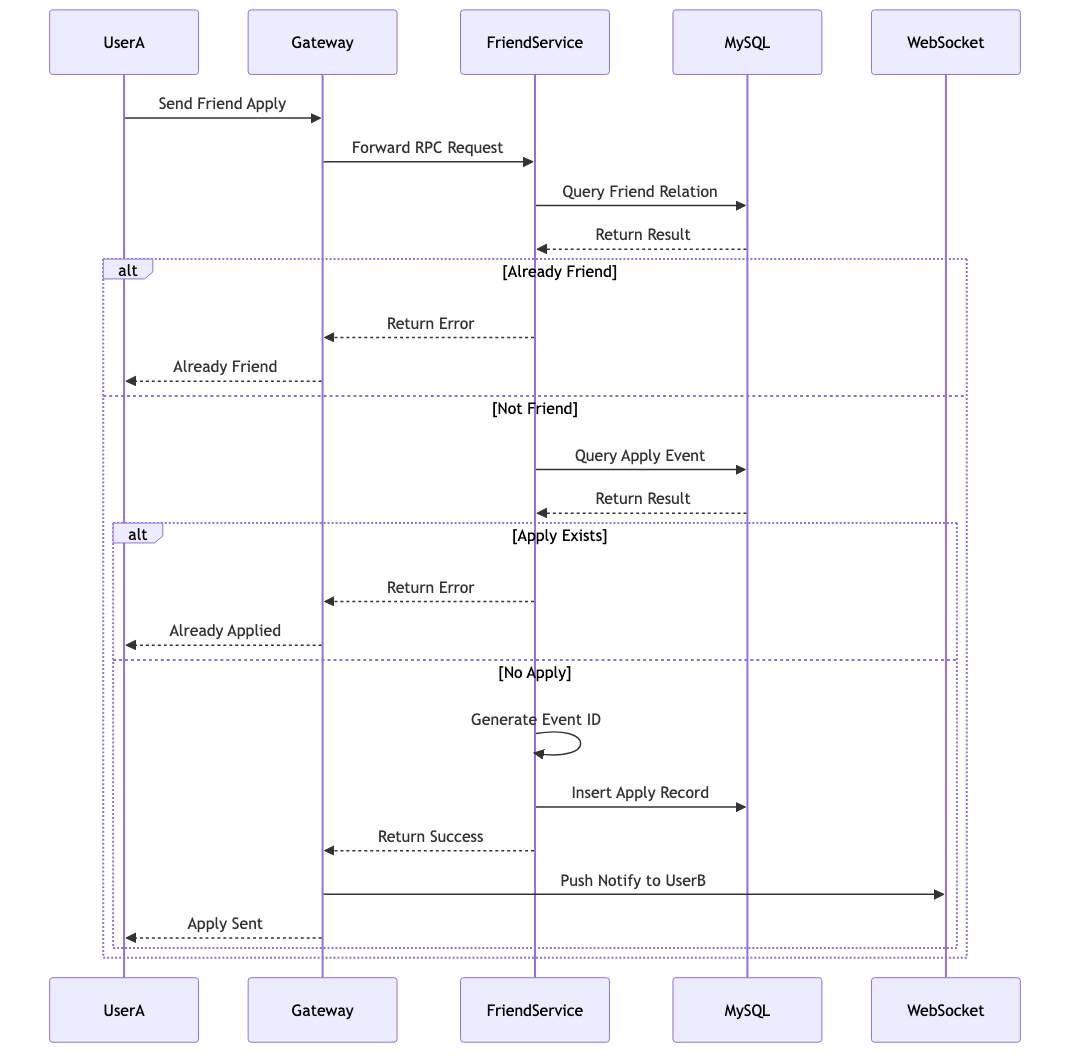 UserA
Gateway
FriendService
MySQL
WebSocket
Send Friend Apply
Forward RPC Request
Query Friend Relation
Return Result
alt
[Already Friend]
Return Error
Already Friend
[Not Friend]
Query Apply Event
Return Result
alt
[Apply Exists]
Return Error
Already Applied
[No Apply]
Generate Event ID
Insert Apply Record
Return Success
Push Notify to UserB
Apply Sent
UserA
Gateway
FriendService
MySQL
WebSocket